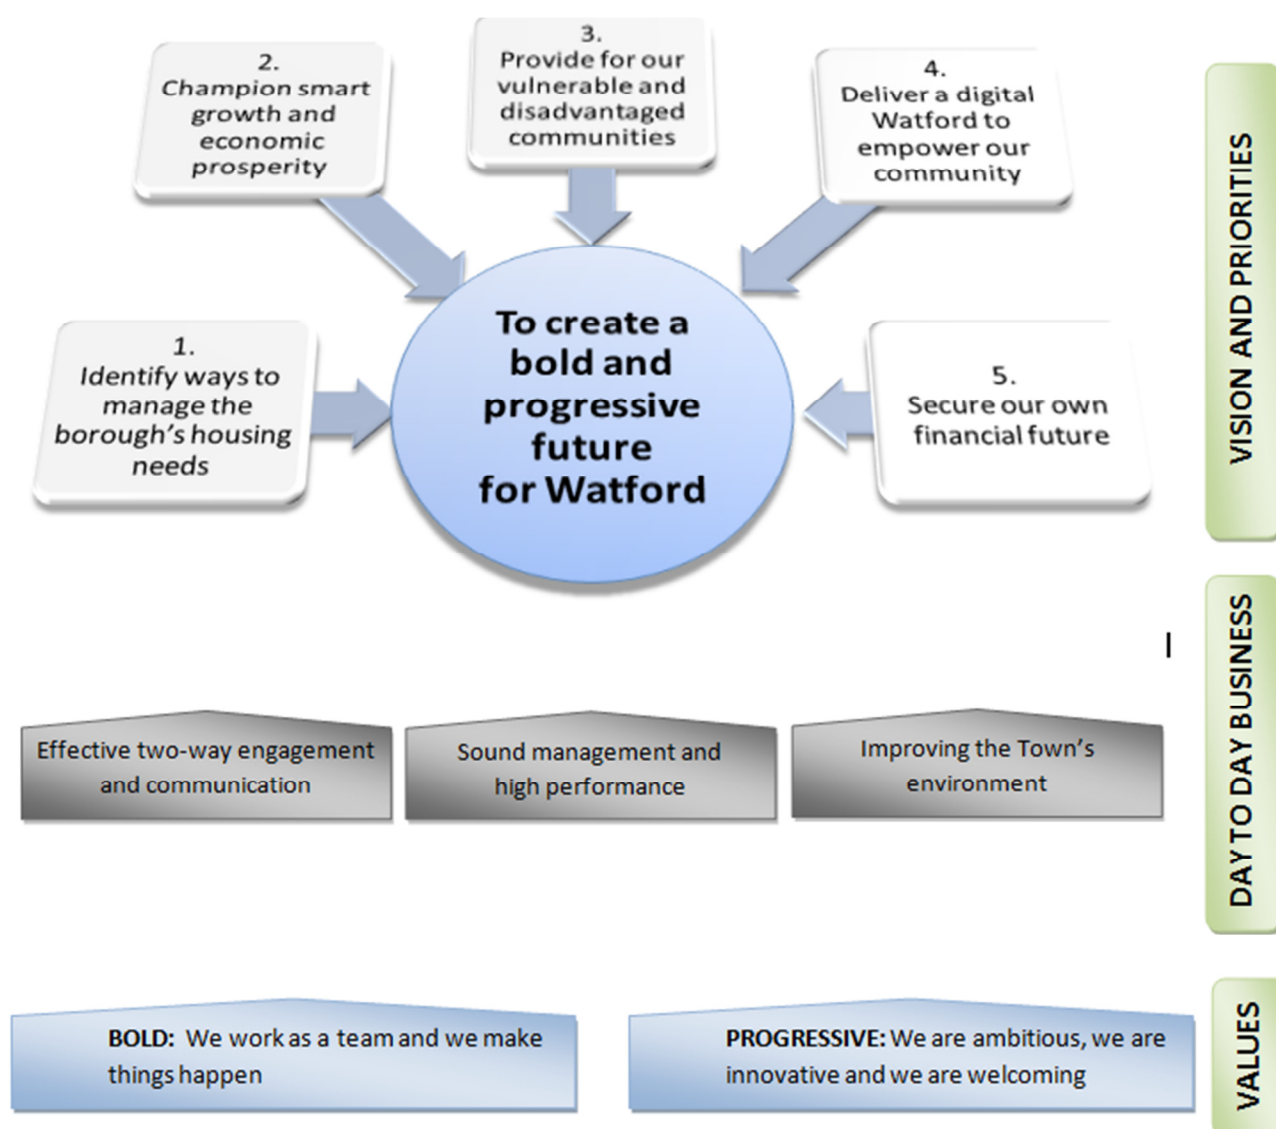 1.
Identify ways to
manage the
borough's housing
needs
2.
Champion smart
growth and
economic
prosperity
3.
Provide for our
vulnerable and
disadvantaged
communities
4.
Deliver a digital
Watford to
empower our
community
5.
Secure our own
financial future
To create a
bold and
progressive
future
for Watford
VISION AND PRIORITIES
Effective two-way engagement
and communication
Sound management and
high performance
Improving the Town's
environment
DAY TO DAY BUSINESS
BOLD: We work as a team and we make
things happen
PROGRESSIVE: We are ambitious, we are
innovative and we are welcoming
VALUES